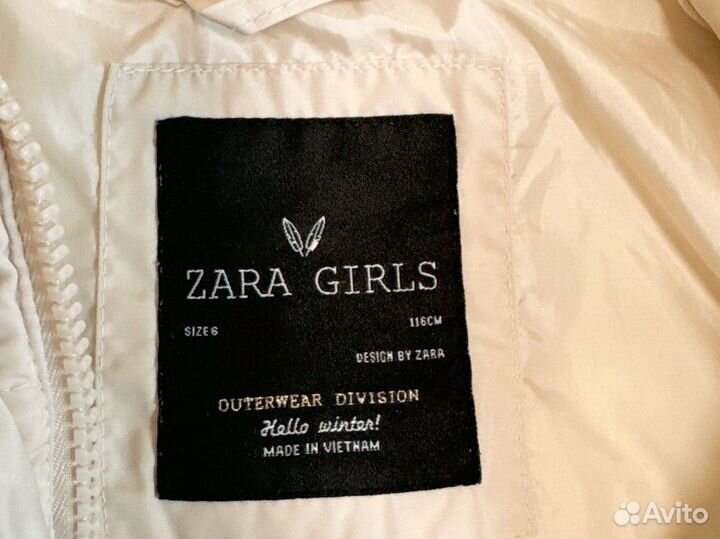 ZARA GIRLS
SIZE 6 116CM
DESIGN BY ZARA
OUTERWEAR DIVISION
Hello winter!
MADE IN VIETNAM
Avito